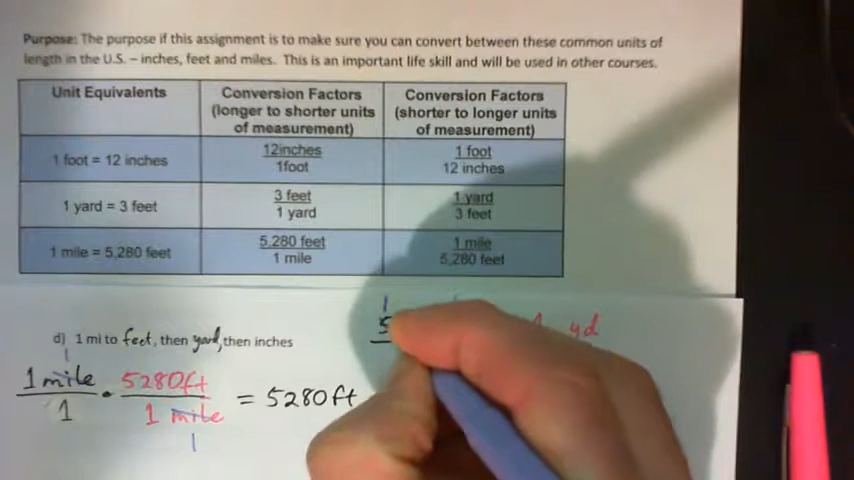 Purpose: The purpose if this assignment is to make sure you can convert between these common units of
length in the U.S. – inches, feet and miles. This is an important life skill and will be used in other courses.
Unit Equivalents
Conversion Factors
(longer to shorter units
of measurement)
Conversion Factors
(shorter to longer units
of measurement)
1 foot = 12 inches
12inches
1foot
1 foot
12 inches
1 yard = 3 feet
3 feet
1 yard
1 yard
3 feet
1 mile = 5,280 feet
5,280 feet
1 mile
1 mile
5,280 feet
d) 1 mi to feet, then yard, then inches
1
1 mile
1
• 5280ft
1 mile
1
= 5280ft
1
5
yd